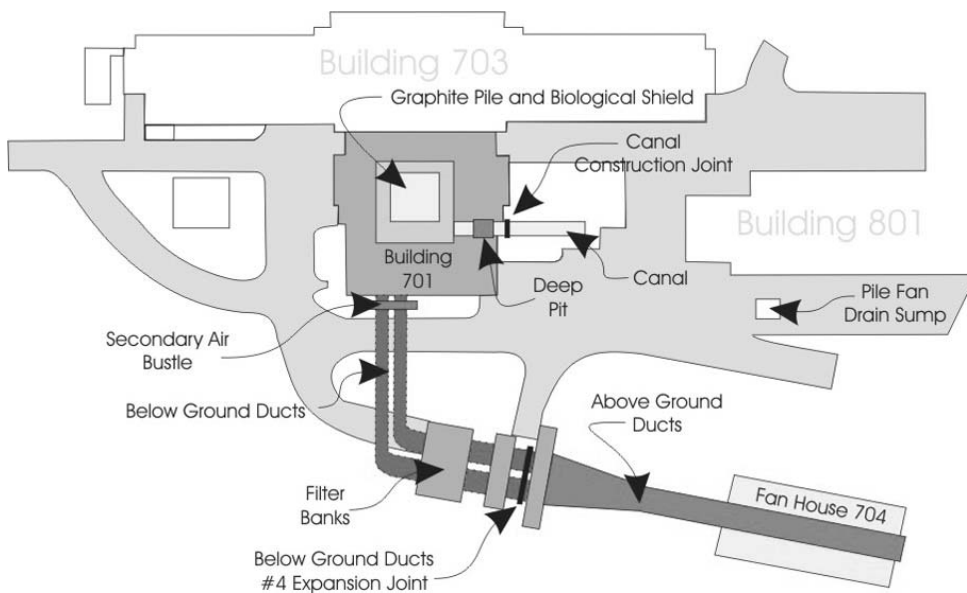 Building 703
Graphite Pile and Biological Shield
Canal
Construction Joint
Building 801
Building
701
Deep
Pit
Canal
Pile Fan
Drain Sump
Secondary Air
Bustle
Below Ground Ducts
Above Ground
Ducts
Filter
Banks
Fan House 704
Below Ground Ducts
#4 Expansion Joint